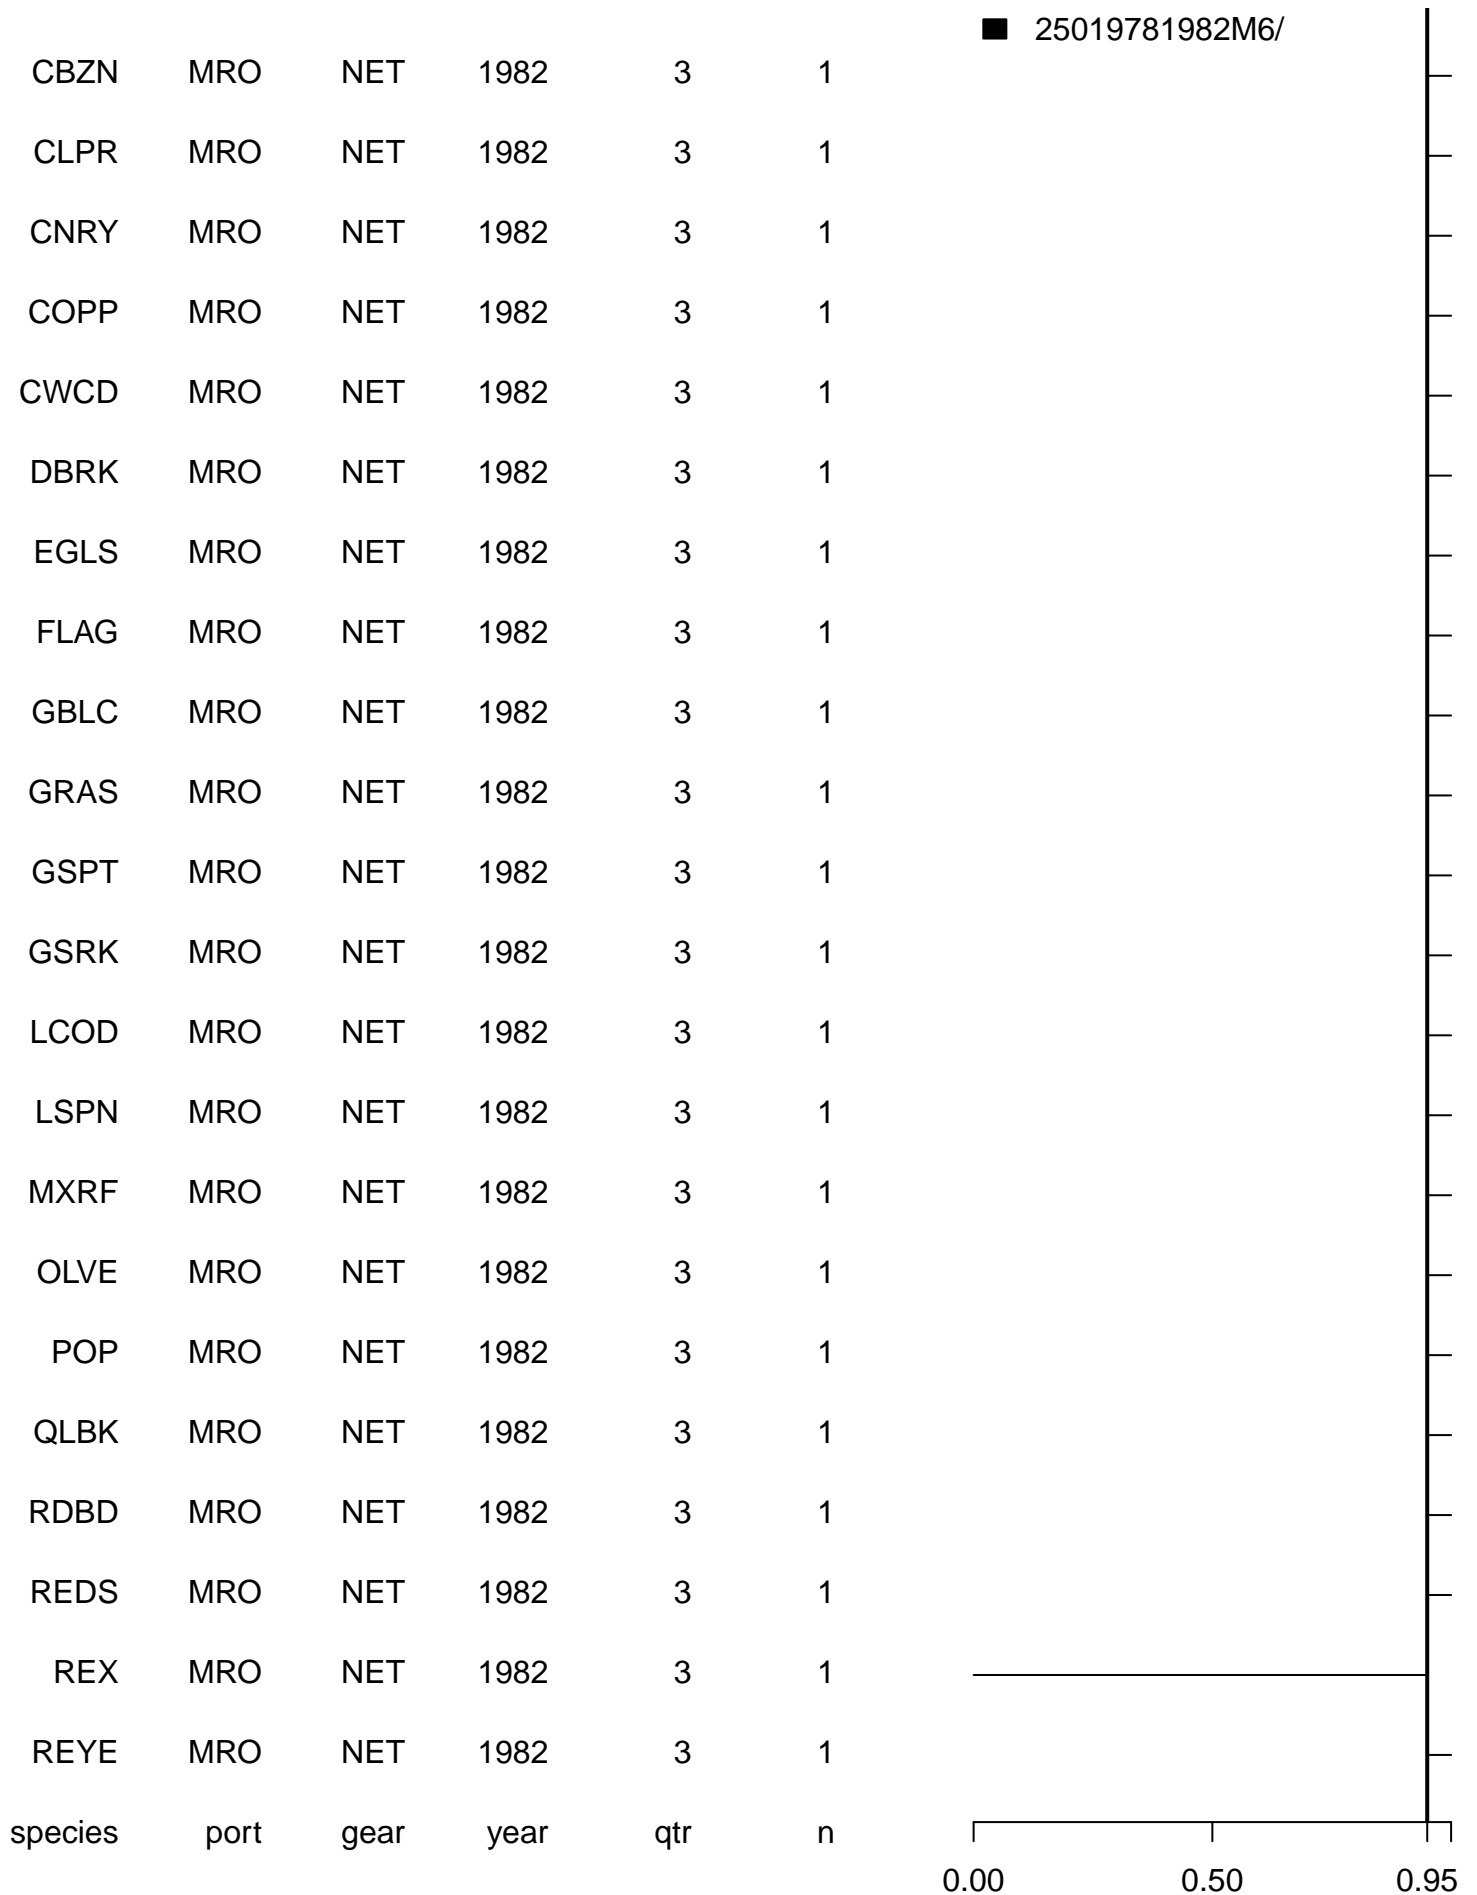 25019781982M6/
CBZN MRO NET 1982 3 1
CLPR MRO NET 1982 3 1
CNRY MRO NET 1982 3 1
COPP MRO NET 1982 3 1
CWCD MRO NET 1982 3 1
DBRK MRO NET 1982 3 1
EGLS MRO NET 1982 3 1
FLAG MRO NET 1982 3 1
GBLC MRO NET 1982 3 1
GRAS MRO NET 1982 3 1
GSPT MRO NET 1982 3 1
GSRK MRO NET 1982 3 1
LCOD MRO NET 1982 3 1
LSPN MRO NET 1982 3 1
MXRF MRO NET 1982 3 1
OLVE MRO NET 1982 3 1
POP MRO NET 1982 3 1
QLBK MRO NET 1982 3 1
RDBD MRO NET 1982 3 1
REDS MRO NET 1982 3 1
REX MRO NET 1982 3 1
REYE MRO NET 1982 3 1
species port gear year qtr n
0.00 0.50 0.95